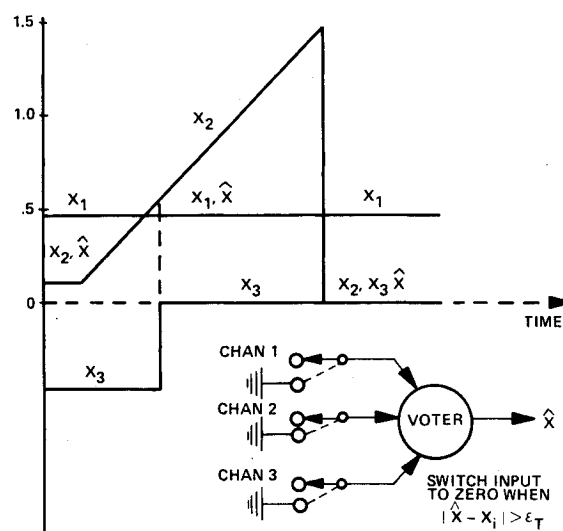 1.5
X₂
1.0
X₁
X₁, X̂
X₁
.5
X₂, X̂
X₃
X₂, X₃ X̂
0
TIME
X₃
CHAN 1
CHAN 2
VOTER
X̂
CHAN 3
SWITCH INPUT
TO ZERO WHEN
| X̂ – Xᵢ | > ε_T